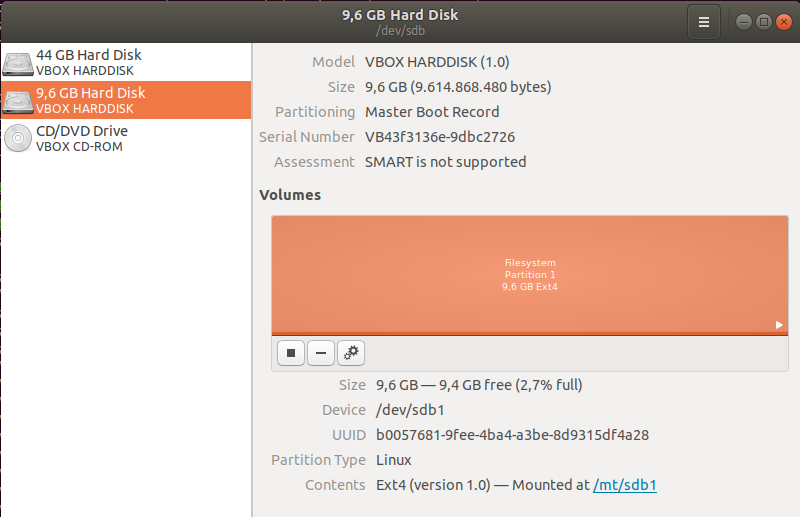 9,6 GB Hard Disk
/dev/sdb
44 GB Hard Disk
VBOX HARDDISK
9,6 GB Hard Disk
VBOX HARDDISK
CD/DVD Drive
VBOX CD-ROM
Model VBOX HARDDISK (1.0)
Size 9,6 GB (9.614.868.480 bytes)
Partitioning Master Boot Record
Serial Number VB43f3136e-9dbc2726
Assessment SMART is not supported
Volumes
Filesystem
Partition 1
9,6 GB Ext4
Size 9,6 GB — 9,4 GB free (2,7% full)
Device /dev/sdb1
UUID b0057681-9fee-4ba4-a3be-8d9315df4a28
Partition Type Linux
Contents Ext4 (version 1.0) — Mounted at /mt/sdb1